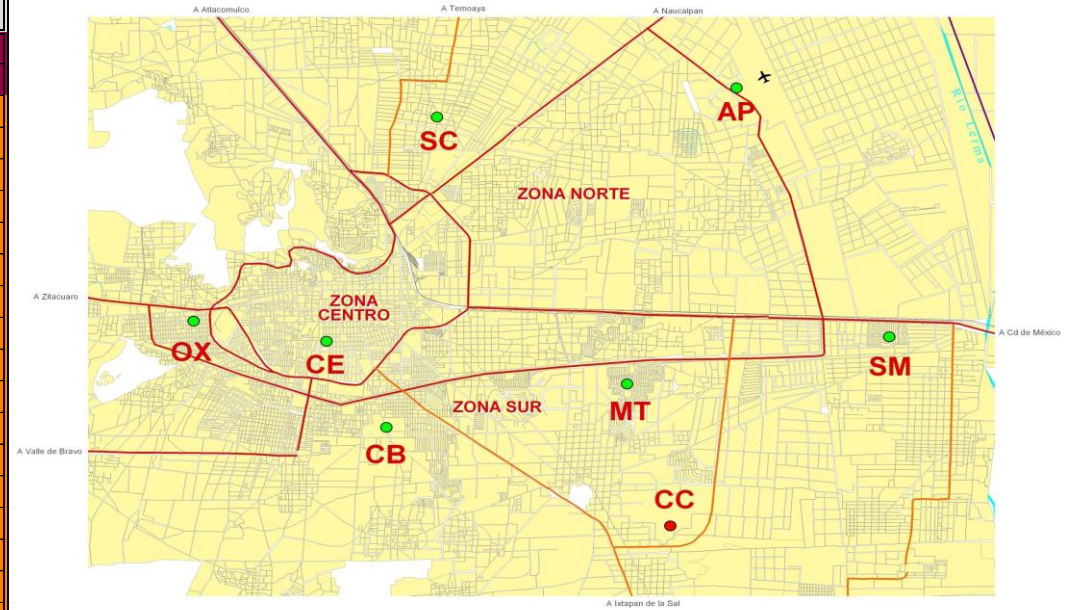 A Atlacomulco
A Temoaya
A Naucalpan
AP
SC
Río Lerma
ZONA NORTE
A Zitacuaro
ZONA
CENTRO
A Cd de México
OX
CE
SM
ZONA SUR
MT
CB
A Valle de Bravo
CC
A Ixtapan de la Sal